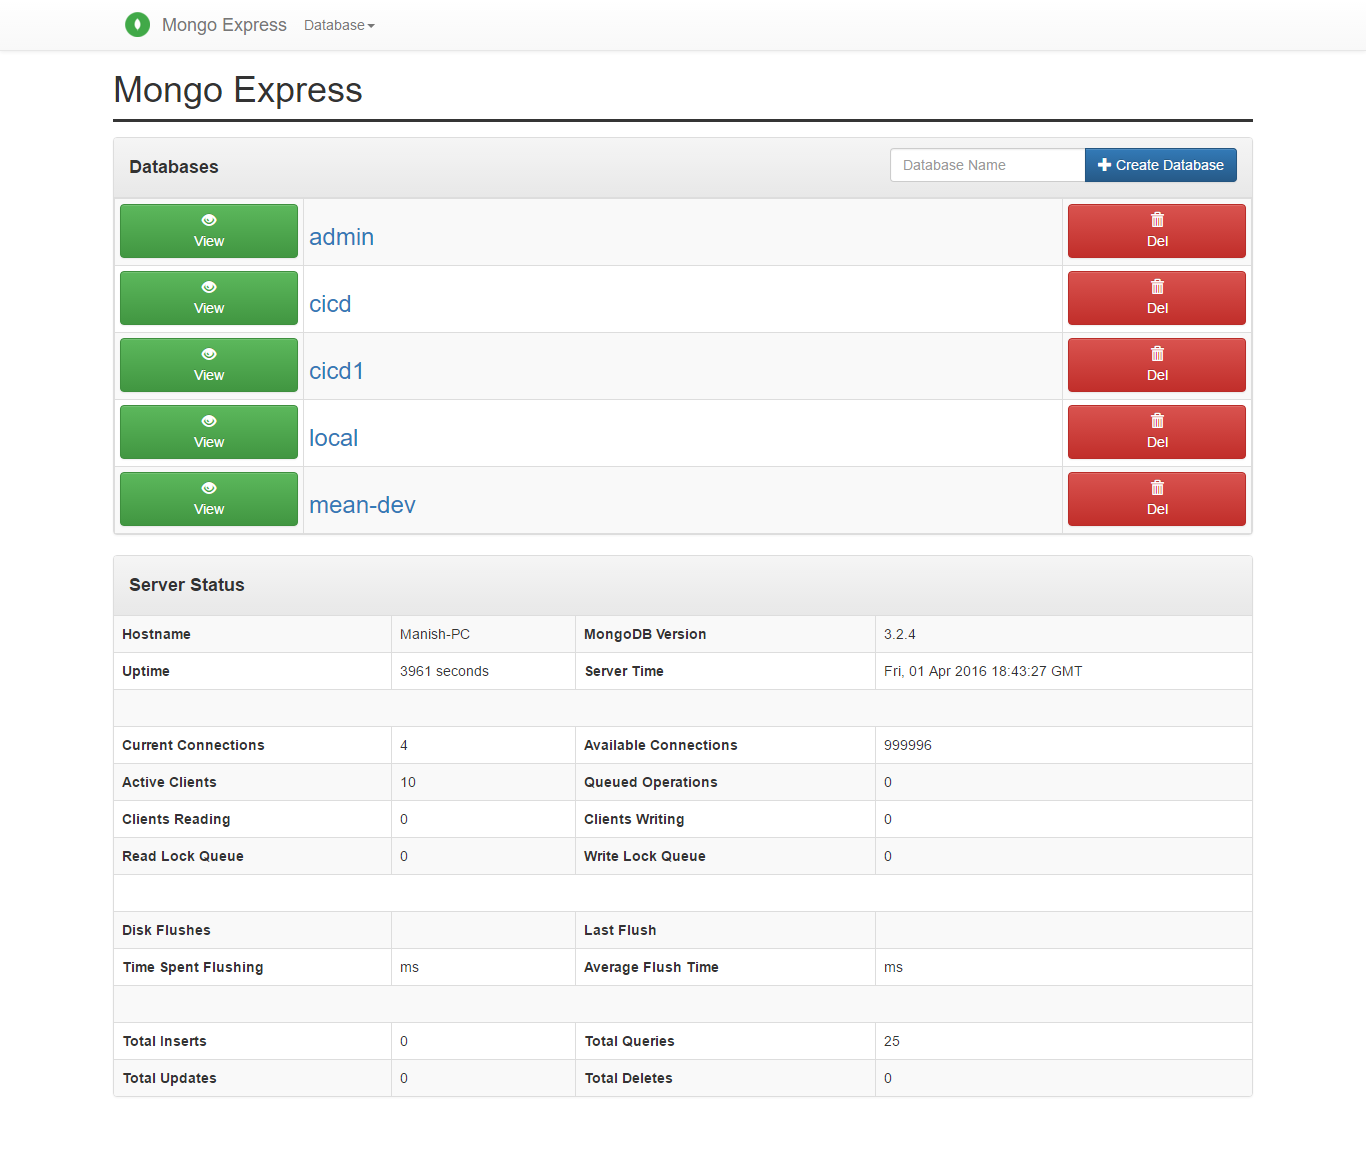 Mongo Express Database
Mongo Express
Databases Database Name Create Database
View admin Del
View cicd Del
View cicd1 Del
View local Del
View mean-dev Del
Server Status
Hostname Manish-PC MongoDB Version 3.2.4
Uptime 3961 seconds Server Time Fri, 01 Apr 2016 18:43:27 GMT
Current Connections 4 Available Connections 999996
Active Clients 10 Queued Operations 0
Clients Reading 0 Clients Writing 0
Read Lock Queue 0 Write Lock Queue 0
Disk Flushes Last Flush
Time Spent Flushing ms Average Flush Time ms
Total Inserts 0 Total Queries 25
Total Updates 0 Total Deletes 0